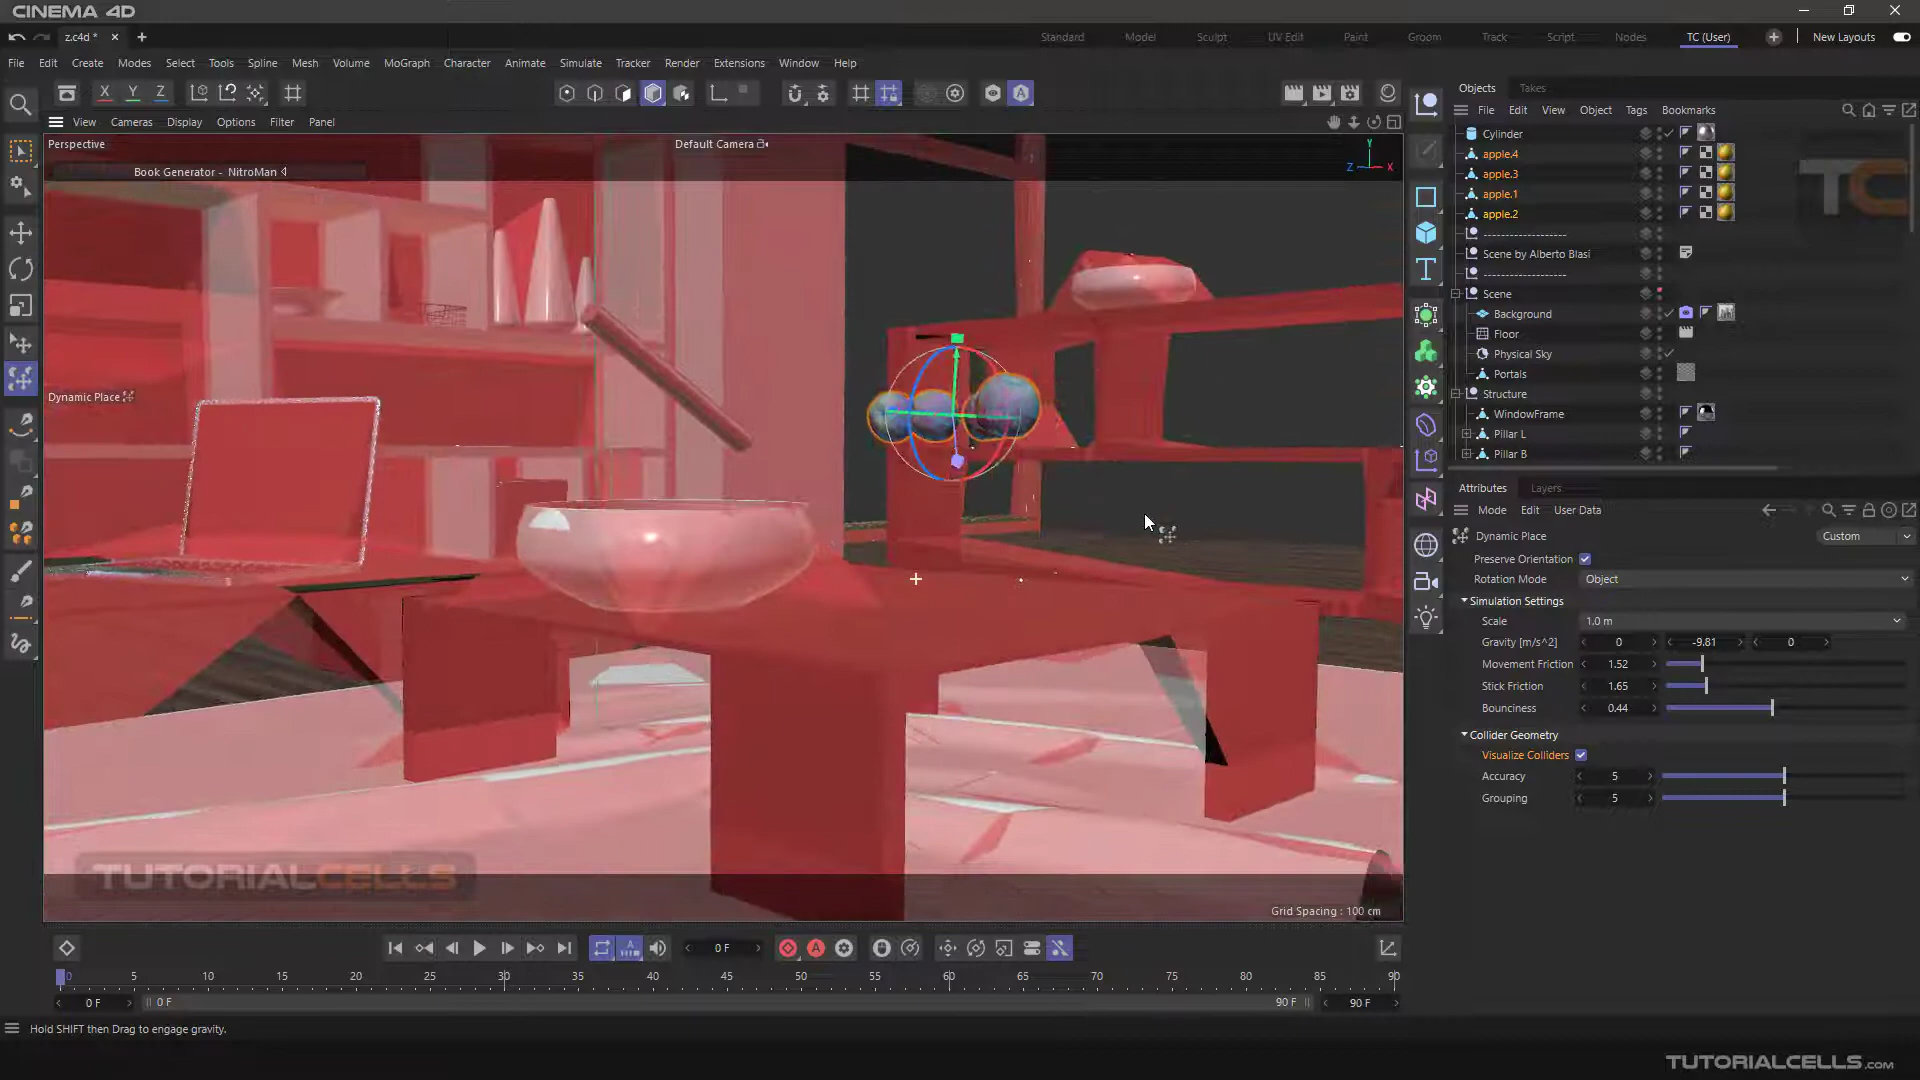 CINEMA 4D
z.c4d *
Standard Model Sculpt UV Edit Paint Groom Track Script Nodes TC (User) New Layouts
File Edit Create Modes Select Tools Spline Mesh Volume MoGraph Character Animate Simulate Tracker Render Extensions Window Help
X Y Z
View Cameras Display Options Filter Panel
Perspective
Default Camera
Y
Z X
Book Generator - NitroMan
Dynamic Place
TUTORIALCELLS
Grid Spacing : 100 cm
Objects Takes
File Edit View Object Tags Bookmarks
Cylinder
apple.4
apple.3
apple.1
apple.2
-------------------
Scene by Alberto Blasi
-------------------
Scene
Background
Floor
Physical Sky
Portals
Structure
WindowFrame
Pillar L
Pillar B
TC
Attributes Layers
Mode Edit User Data
Dynamic Place Custom
Preserve Orientation
Rotation Mode Object
Simulation Settings
Scale 1.0 m
Gravity [m/s^2] 0 -9.81 0
Movement Friction 1.52
Stick Friction 1.65
Bounciness 0.44
Collider Geometry
Visualize Colliders
Accuracy 5
Grouping 5
0 F
0 5 10 15 20 25 30 35 40 45 50 55 60 65 70 75 80 85 90
0 F 0 F 90 F 90 F
Hold SHIFT then Drag to engage gravity.
TUTORIALCELLS.com